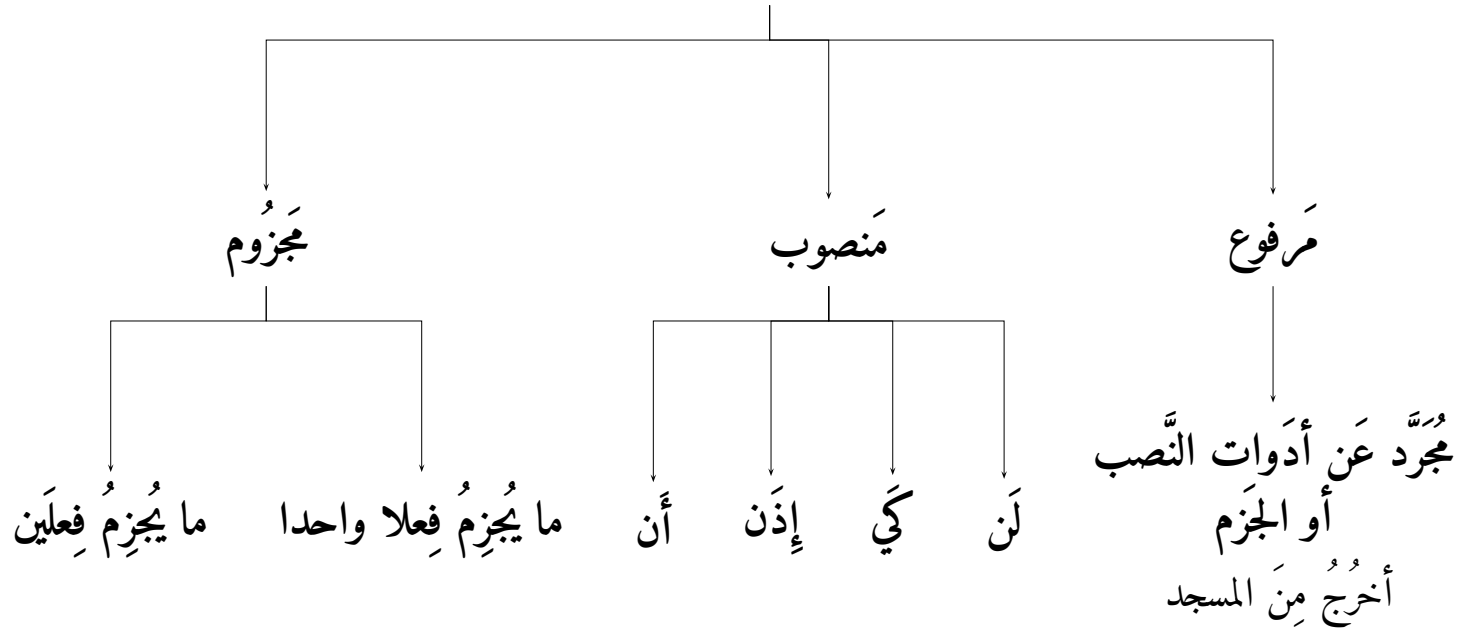 مَرفوع
مَنصوب
مَجزُوم
مُجَرَّد عَن أدَوات النَّصب
أو الجَزم
أخرُجُ مِنَ المسجد
لَن
كَي
إِذَن
أَن
ما يُجزِمُ فِعلا واحدا
ما يُجزِمُ فِعلَين